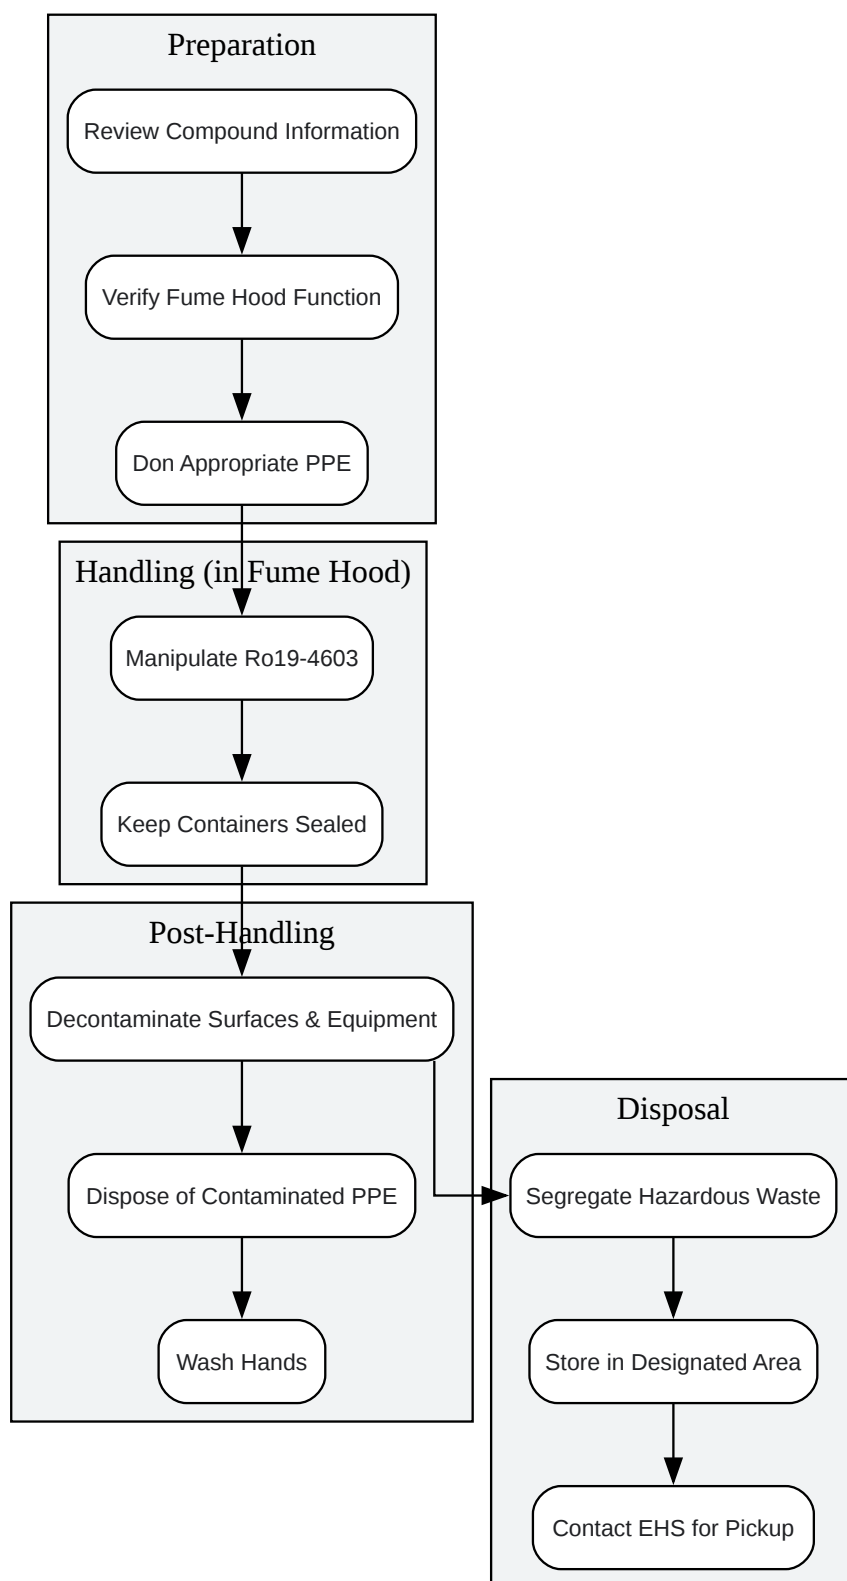 Preparation
Review Compound Information
Verify Fume Hood Function
Don Appropriate PPE
Handling (in Fume Hood)
Manipulate Ro19-4603
Keep Containers Sealed
Post-Handling
Decontaminate Surfaces & Equipment
Dispose of Contaminated PPE
Wash Hands
Disposal
Segregate Hazardous Waste
Store in Designated Area
Contact EHS for Pickup